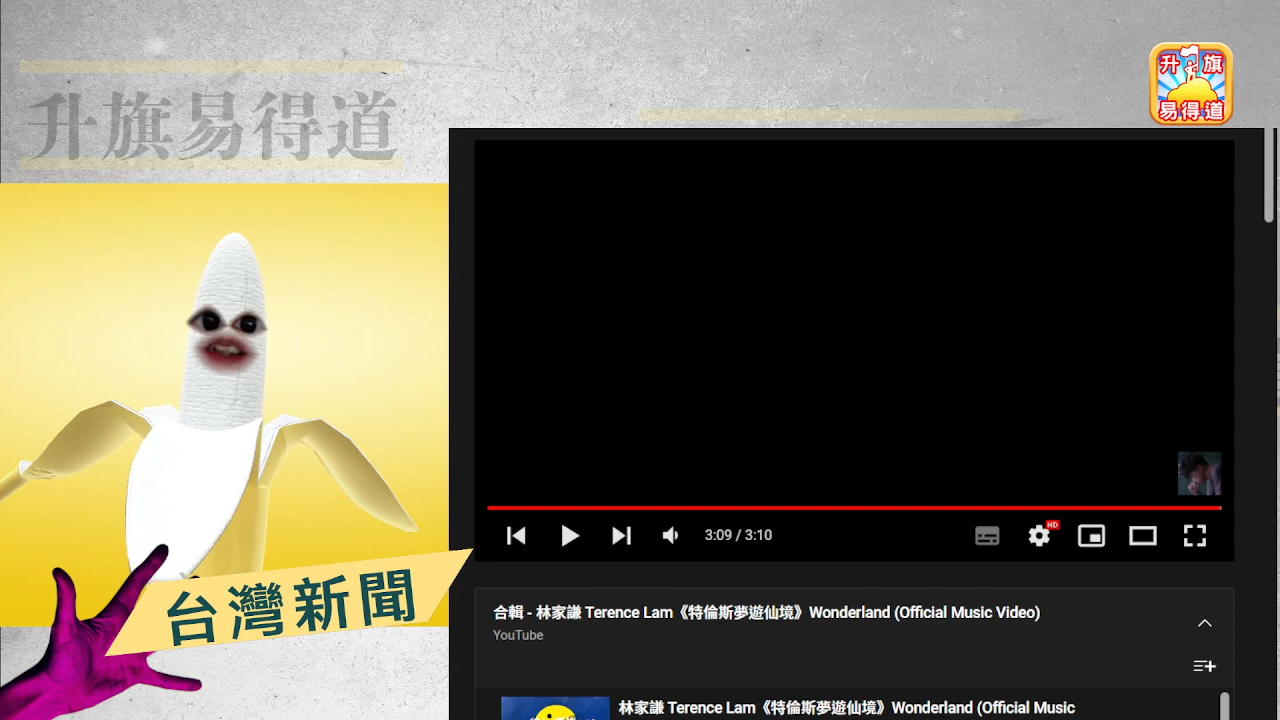 升旗易得道
升旗
易得道
3:09 / 3:10
HD
台灣新聞
合輯 - 林家謙 Terence Lam《特倫斯夢遊仙境》Wonderland (Official Music Video)
YouTube
林家謙 Terence Lam《特倫斯夢遊仙境》Wonderland (Official Music